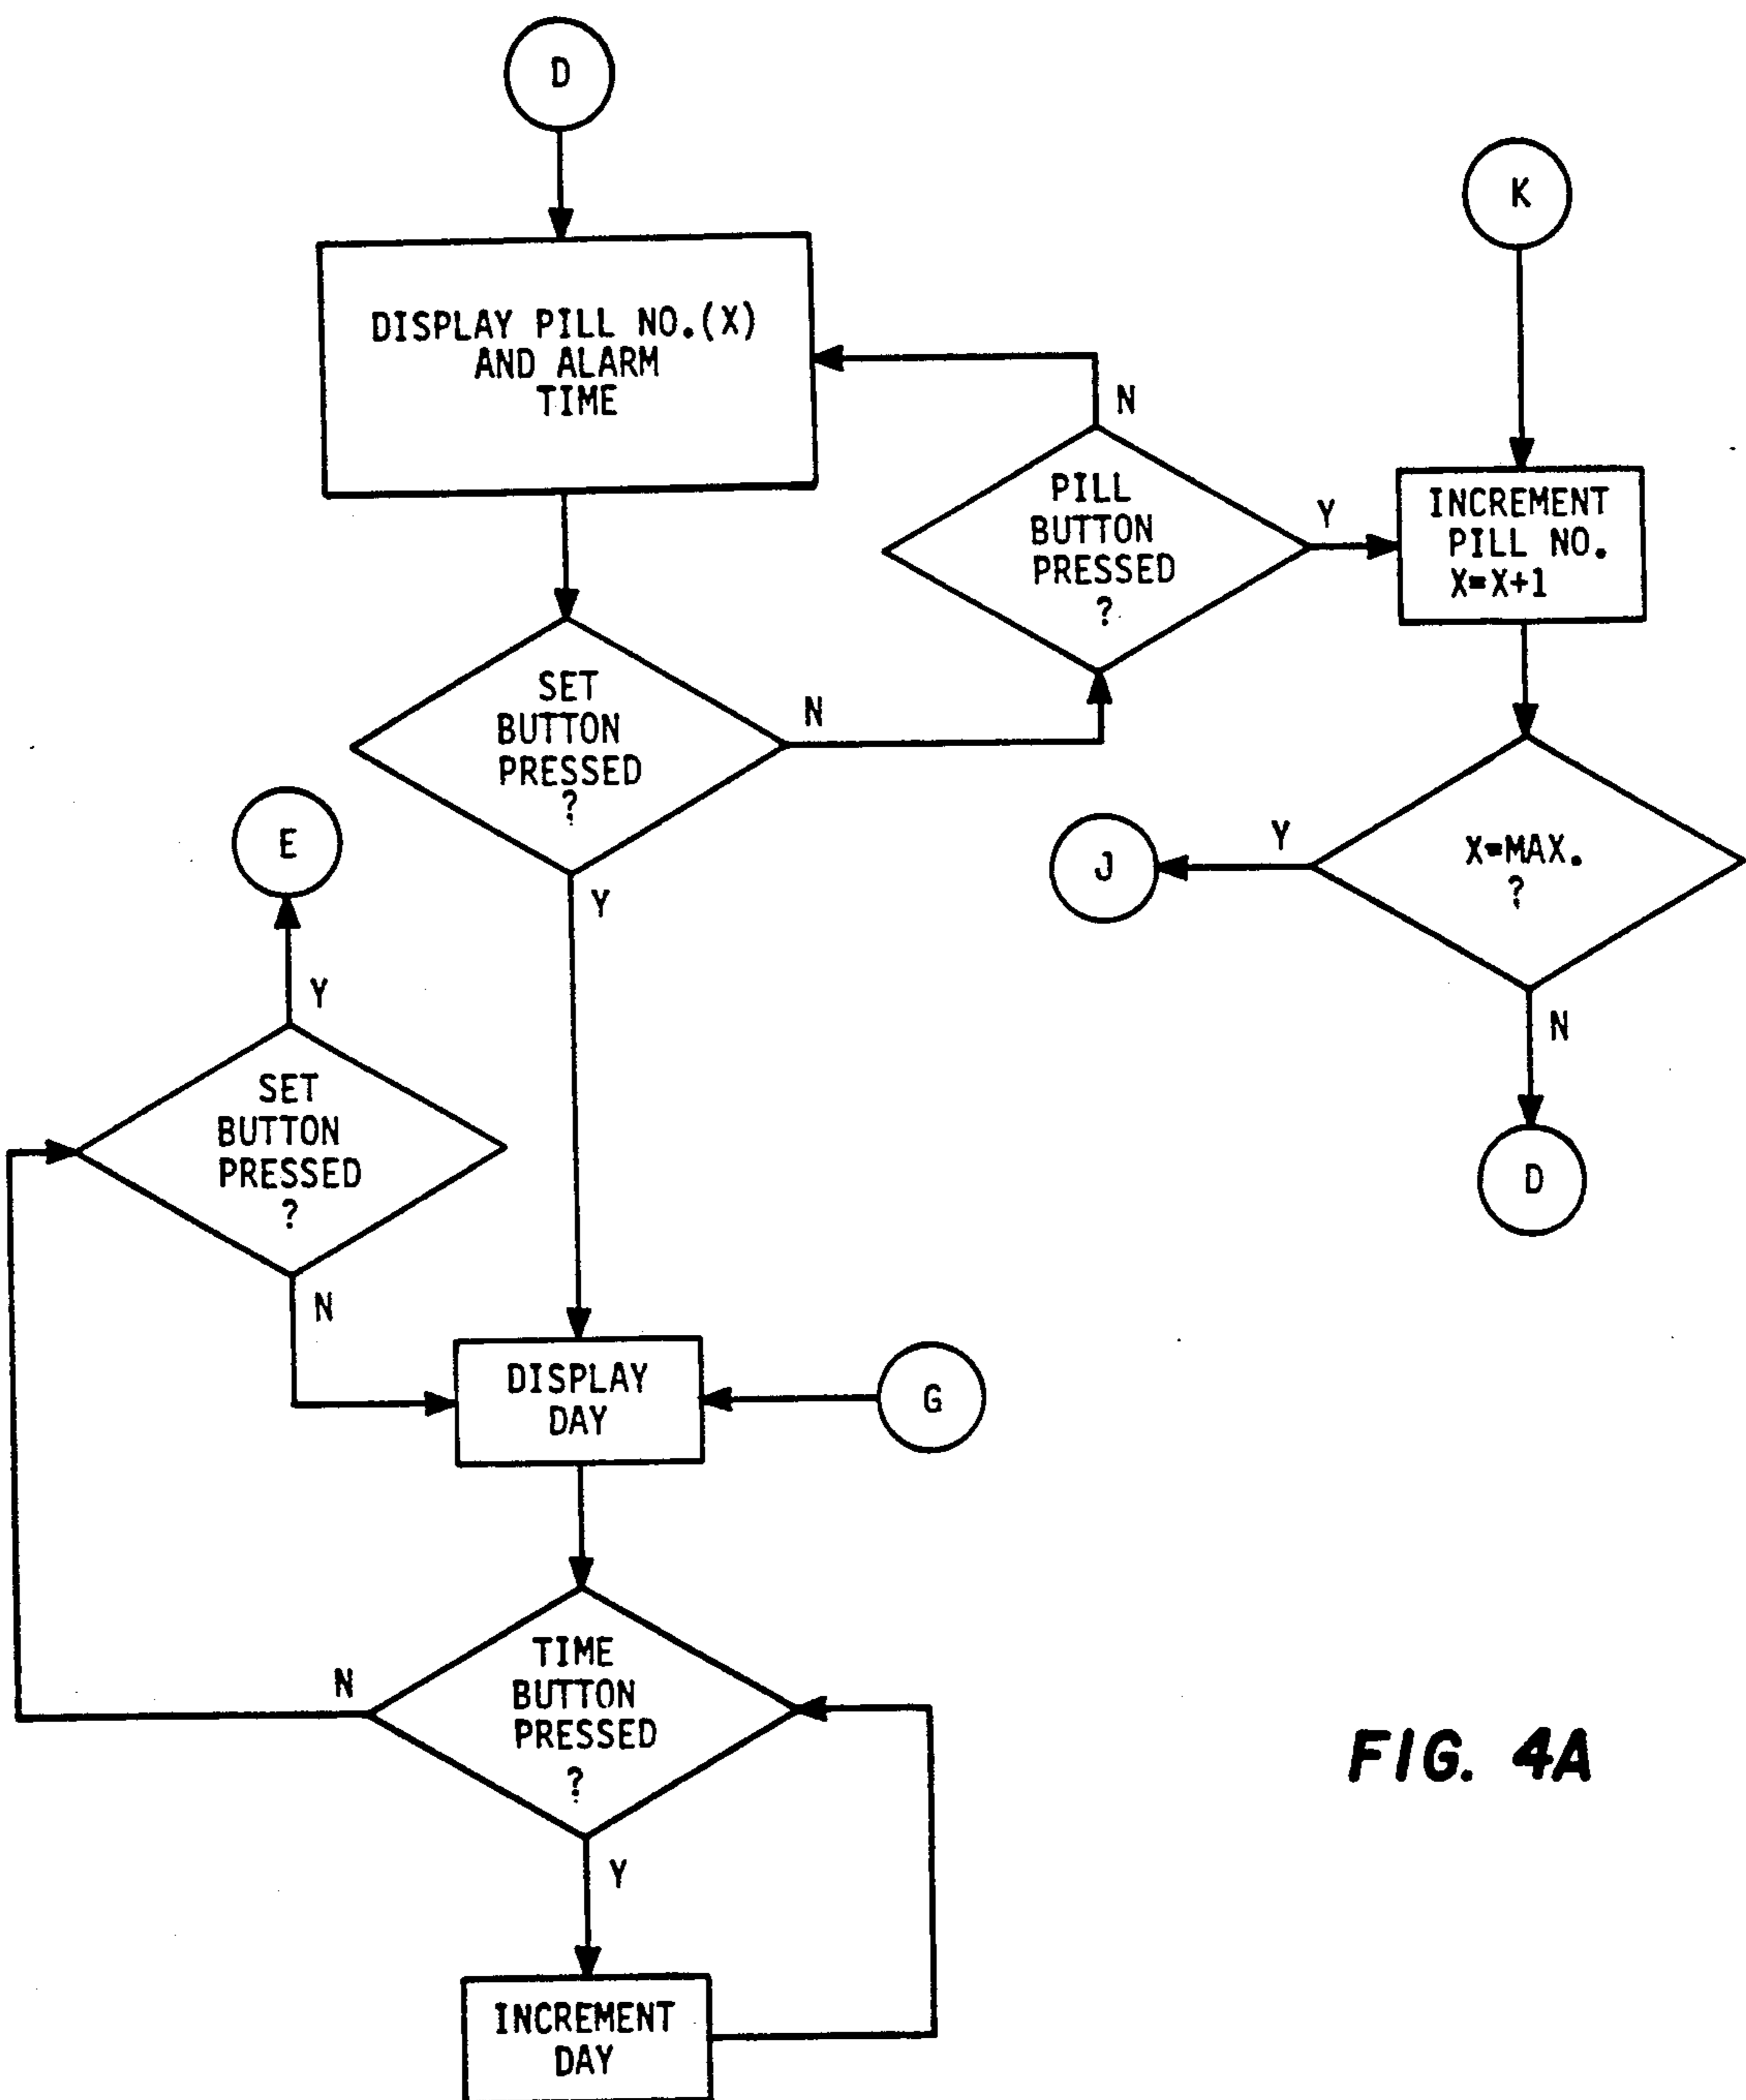 D
K
DISPLAY PILL NO.(X)
AND ALARM
TIME
N
PILL
BUTTON
PRESSED
?
Y
INCREMENT
PILL NO.
X=X+1
SET
BUTTON
PRESSED
?
N
Y
E
J
Y
X=MAX.
?
N
D
Y
SET
BUTTON
PRESSED
?
N
DISPLAY
DAY
G
TIME
BUTTON
PRESSED
?
N
Y
INCREMENT
DAY
FIG. 4A